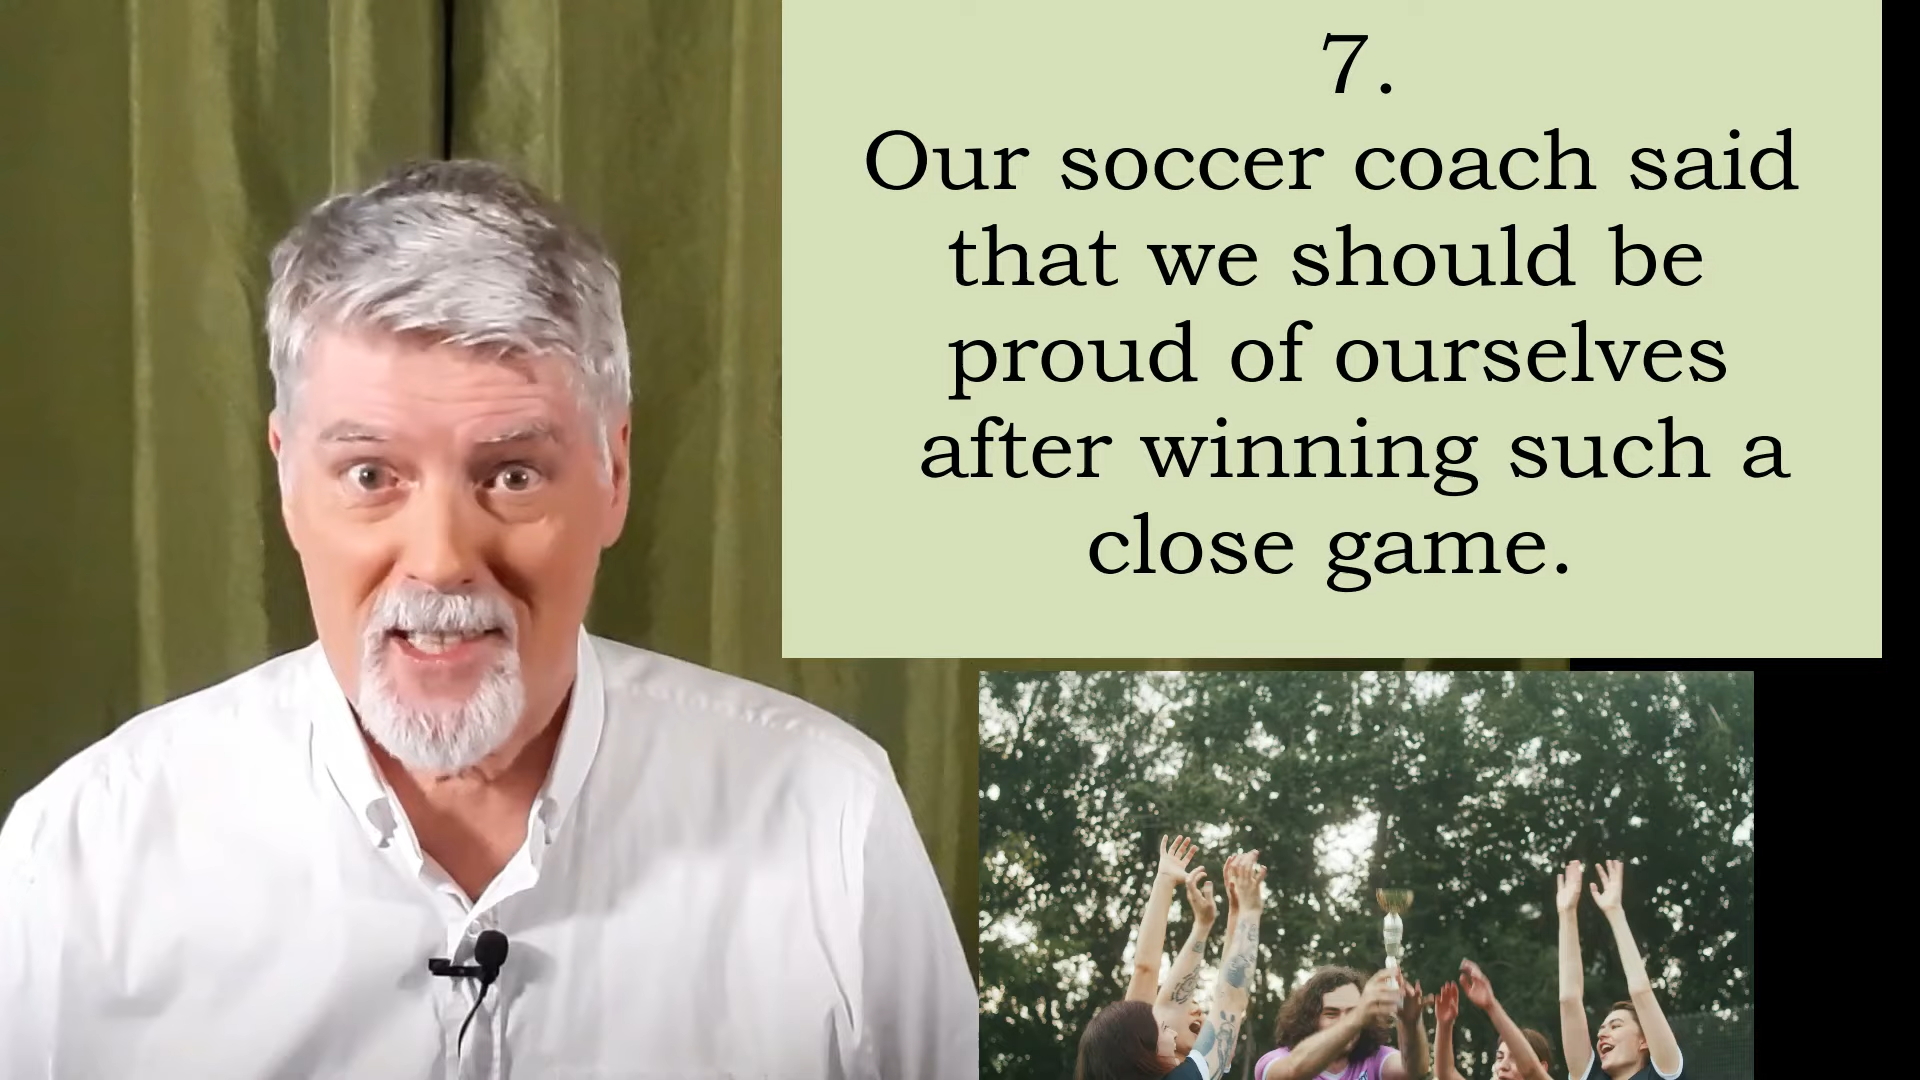 7.
Our soccer coach said
that we should be
proud of ourselves
after winning such a
close game.